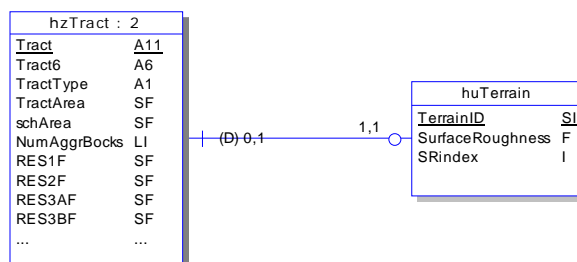 hzTract : 2
Tract A11
Tract6 A6
TractType A1
TractArea SF
schArea SF
NumAggrBocks LI
RES1F SF
RES2F SF
RES3AF SF
RES3BF SF
... ...
(D) 0,1
1,1
huTerrain
TerrainID SI
SurfaceRoughness F
SRindex I